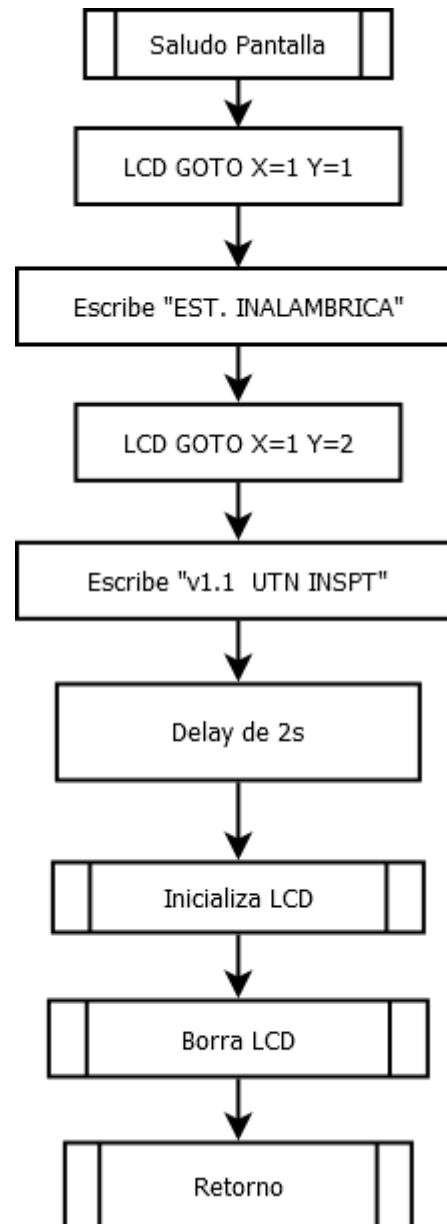 Saludo Pantalla
LCD GOTO X=1 Y=1
Escribe "EST. INALAMBRICA"
LCD GOTO X=1 Y=2
Escribe "v1.1  UTN INSPT"
Delay de 2s
Inicializa LCD
Borra LCD
Retorno